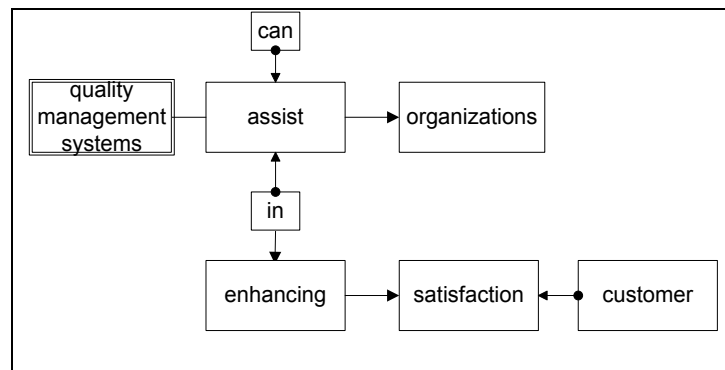 can
quality
management
systems
assist
organizations
in
enhancing
satisfaction
customer